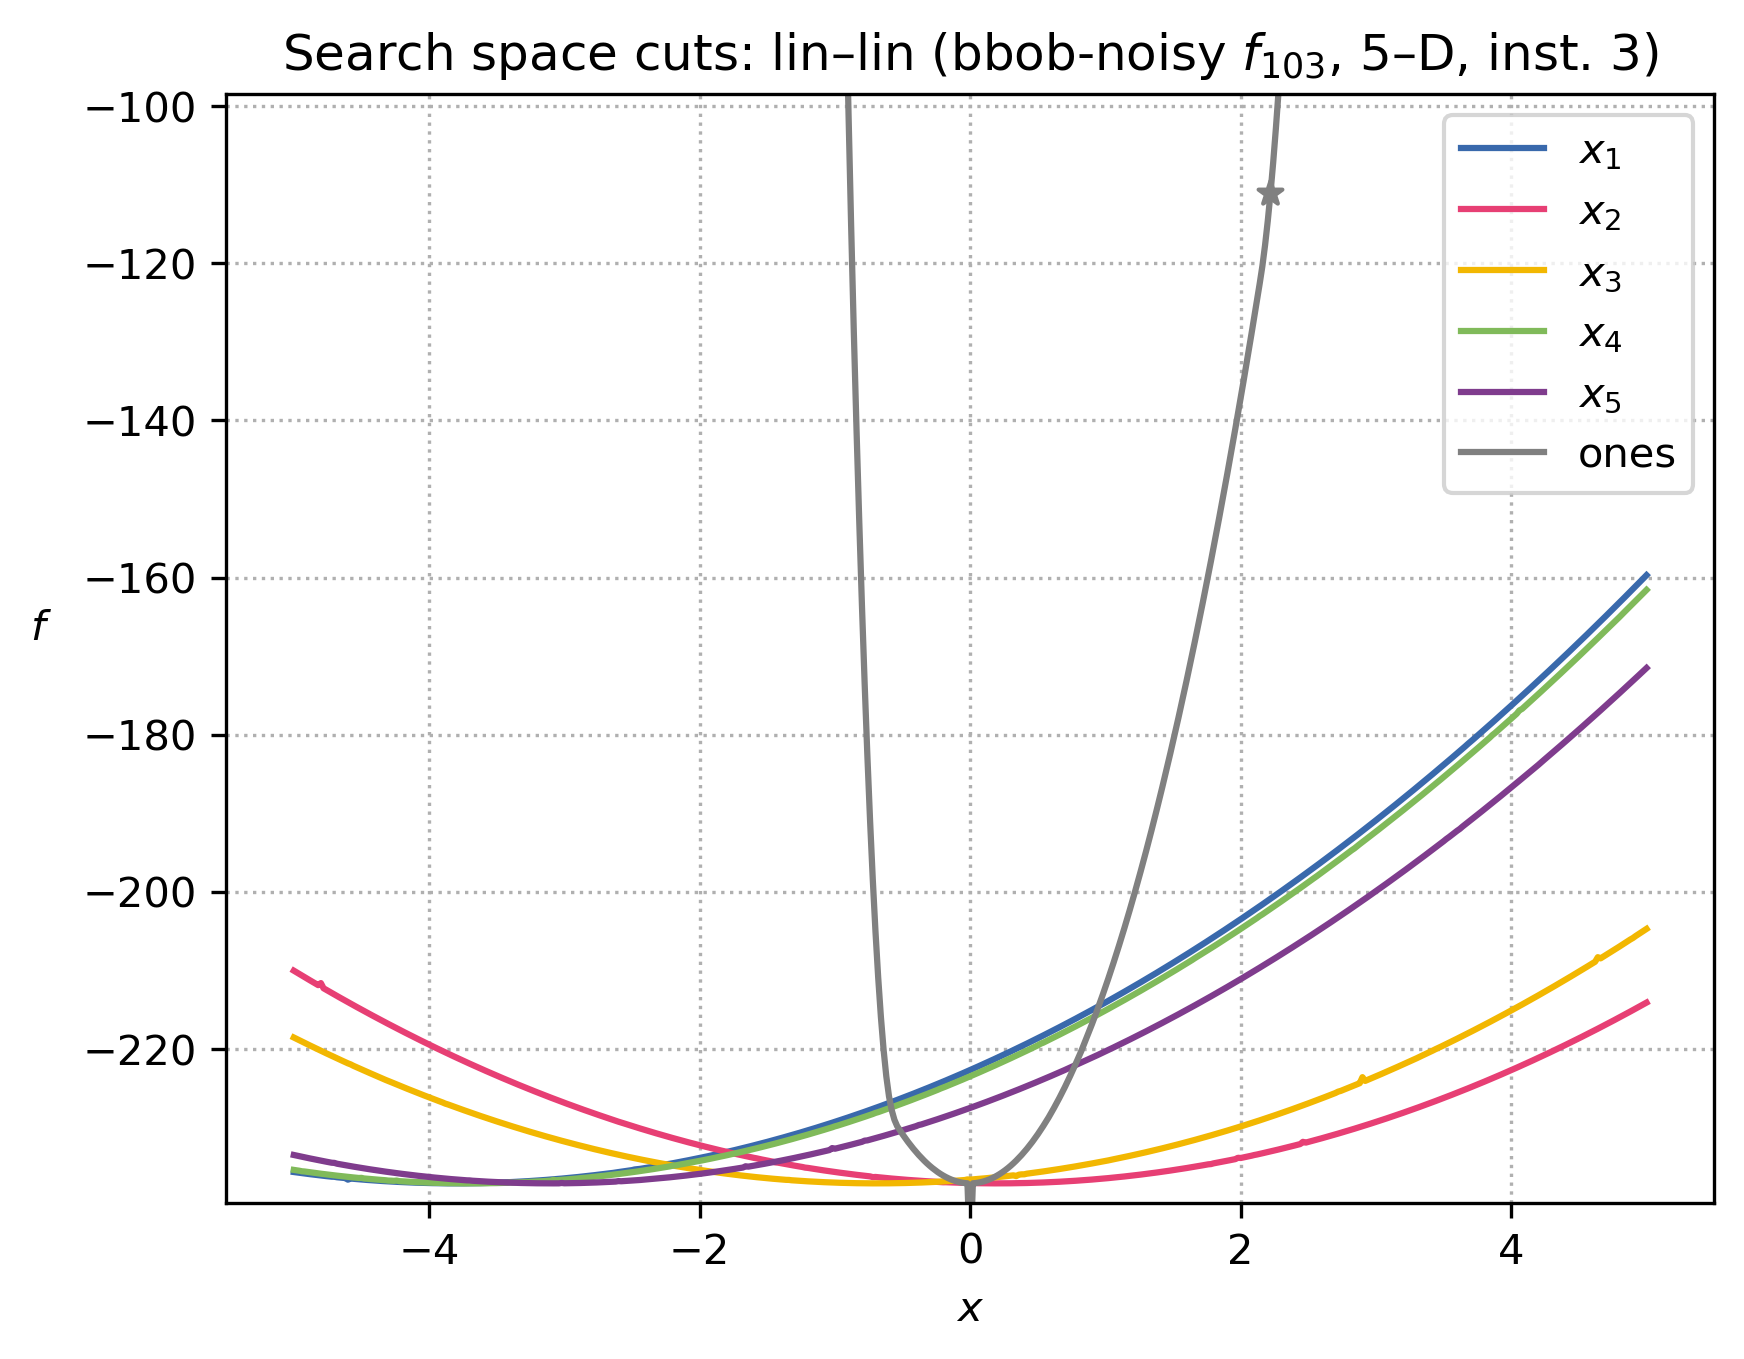 Search space cuts: lin–lin (bbob-noisy f₁₀₃, 5–D, inst. 3)
−100
−120
−140
−160
−180
−200
−220
f
x₁
x₂
x₃
x₄
x₅
ones
−4
−2
0
2
4
x